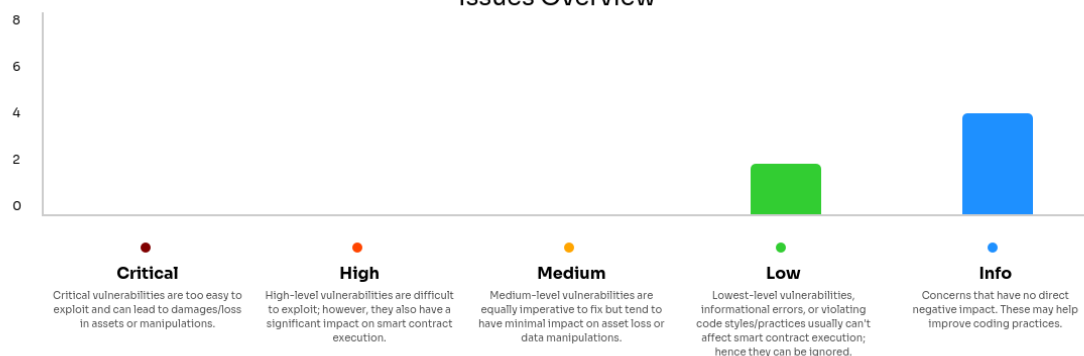 Issues Overview
8
6
4
2
0
Critical
Critical vulnerabilities are too easy to
exploit and can lead to damages/loss
in assets or manipulations.
High
High-level vulnerabilities are difficult
to exploit; however, they also have a
significant impact on smart contract
execution.
Medium
Medium-level vulnerabilities are
equally imperative to fix but tend to
have minimal impact on asset loss or
data manipulations.
Low
Lowest-level vulnerabilities,
informational errors, or violating
code styles/practices usually can't
affect smart contract execution;
hence they can be ignored.
Info
Concerns that have no direct
negative impact. These may help
improve coding practices.